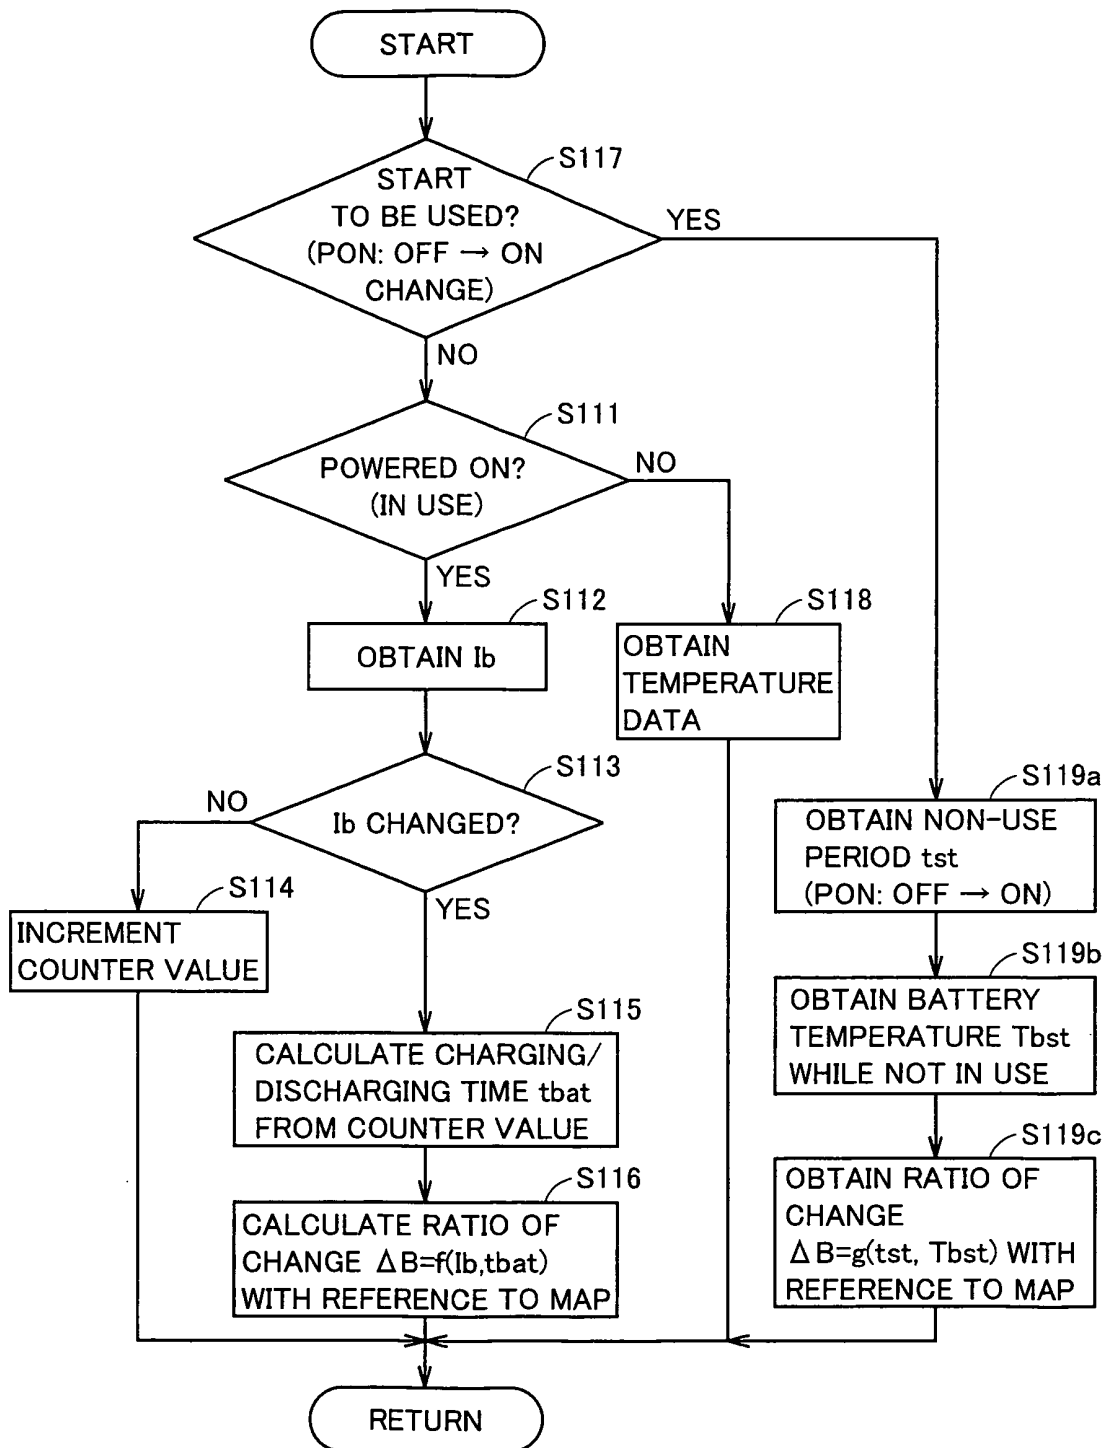 START
S117
START
TO BE USED?
(PON: OFF → ON
CHANGE)
YES
NO
S111
POWERED ON?
(IN USE)
NO
YES
S112
OBTAIN Ib
S118
OBTAIN
TEMPERATURE
DATA
S113
Ib CHANGED?
NO
YES
S114
INCREMENT
COUNTER VALUE
S119a
OBTAIN NON-USE
PERIOD tst
(PON: OFF → ON)
S119b
OBTAIN BATTERY
TEMPERATURE Tbst
WHILE NOT IN USE
S115
CALCULATE CHARGING/
DISCHARGING TIME tbat
FROM COUNTER VALUE
S116
CALCULATE RATIO OF
CHANGE ΔB=f(Ib,tbat)
WITH REFERENCE TO MAP
S119c
OBTAIN RATIO OF
CHANGE
ΔB=g(tst, Tbst) WITH
REFERENCE TO MAP
RETURN